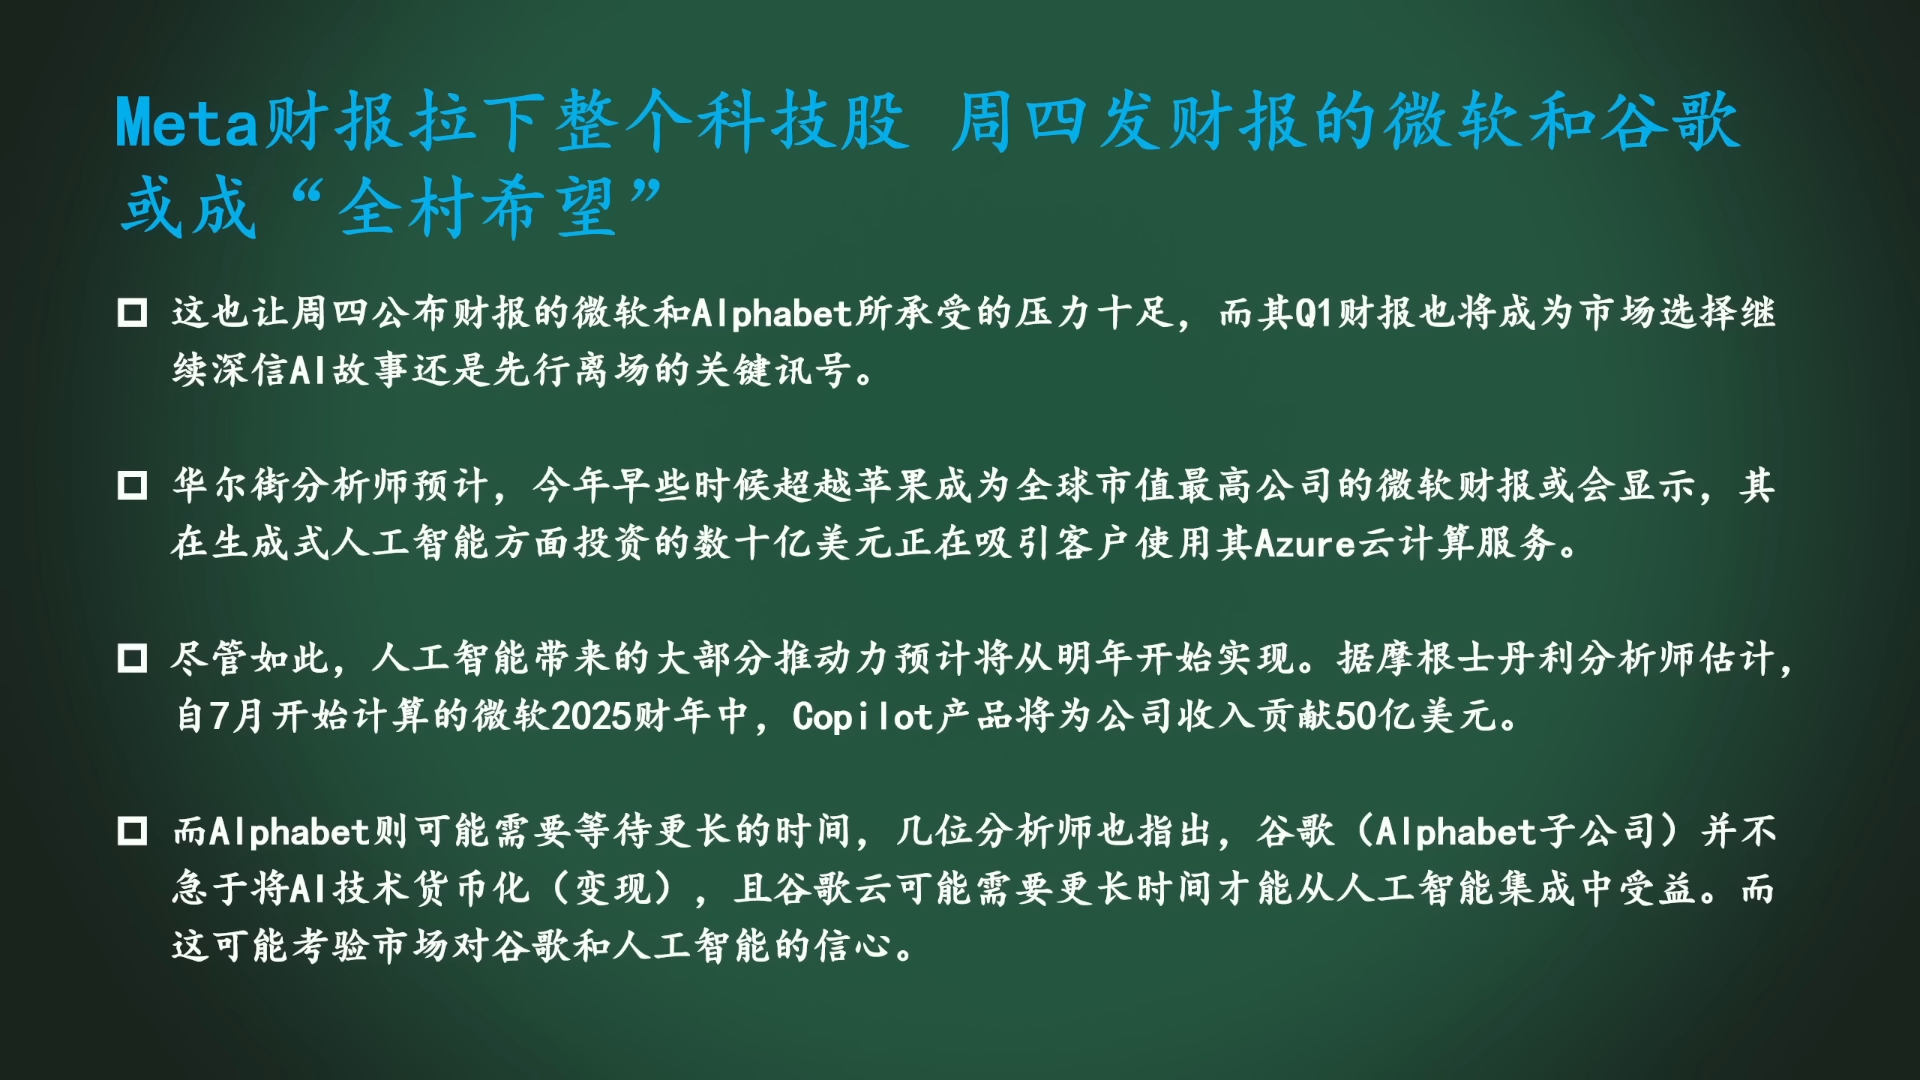 Meta财报拉下整个科技股 周四发财报的微软和谷歌
或成“全村希望”
这也让周四公布财报的微软和Alphabet所承受的压力十足，而其Q1财报也将成为市场选择继
续深信AI故事还是先行离场的关键讯号。
华尔街分析师预计，今年早些时候超越苹果成为全球市值最高公司的微软财报或会显示，其
在生成式人工智能方面投资的数十亿美元正在吸引客户使用其Azure云计算服务。
尽管如此，人工智能带来的大部分推动力预计将从明年开始实现。据摩根士丹利分析师估计，
自7月开始计算的微软2025财年中，Copilot产品将为公司收入贡献50亿美元。
而Alphabet则可能需要等待更长的时间，几位分析师也指出，谷歌（Alphabet子公司）并不
急于将AI技术货币化（变现），且谷歌云可能需要更长时间才能从人工智能集成中受益。而
这可能考验市场对谷歌和人工智能的信心。